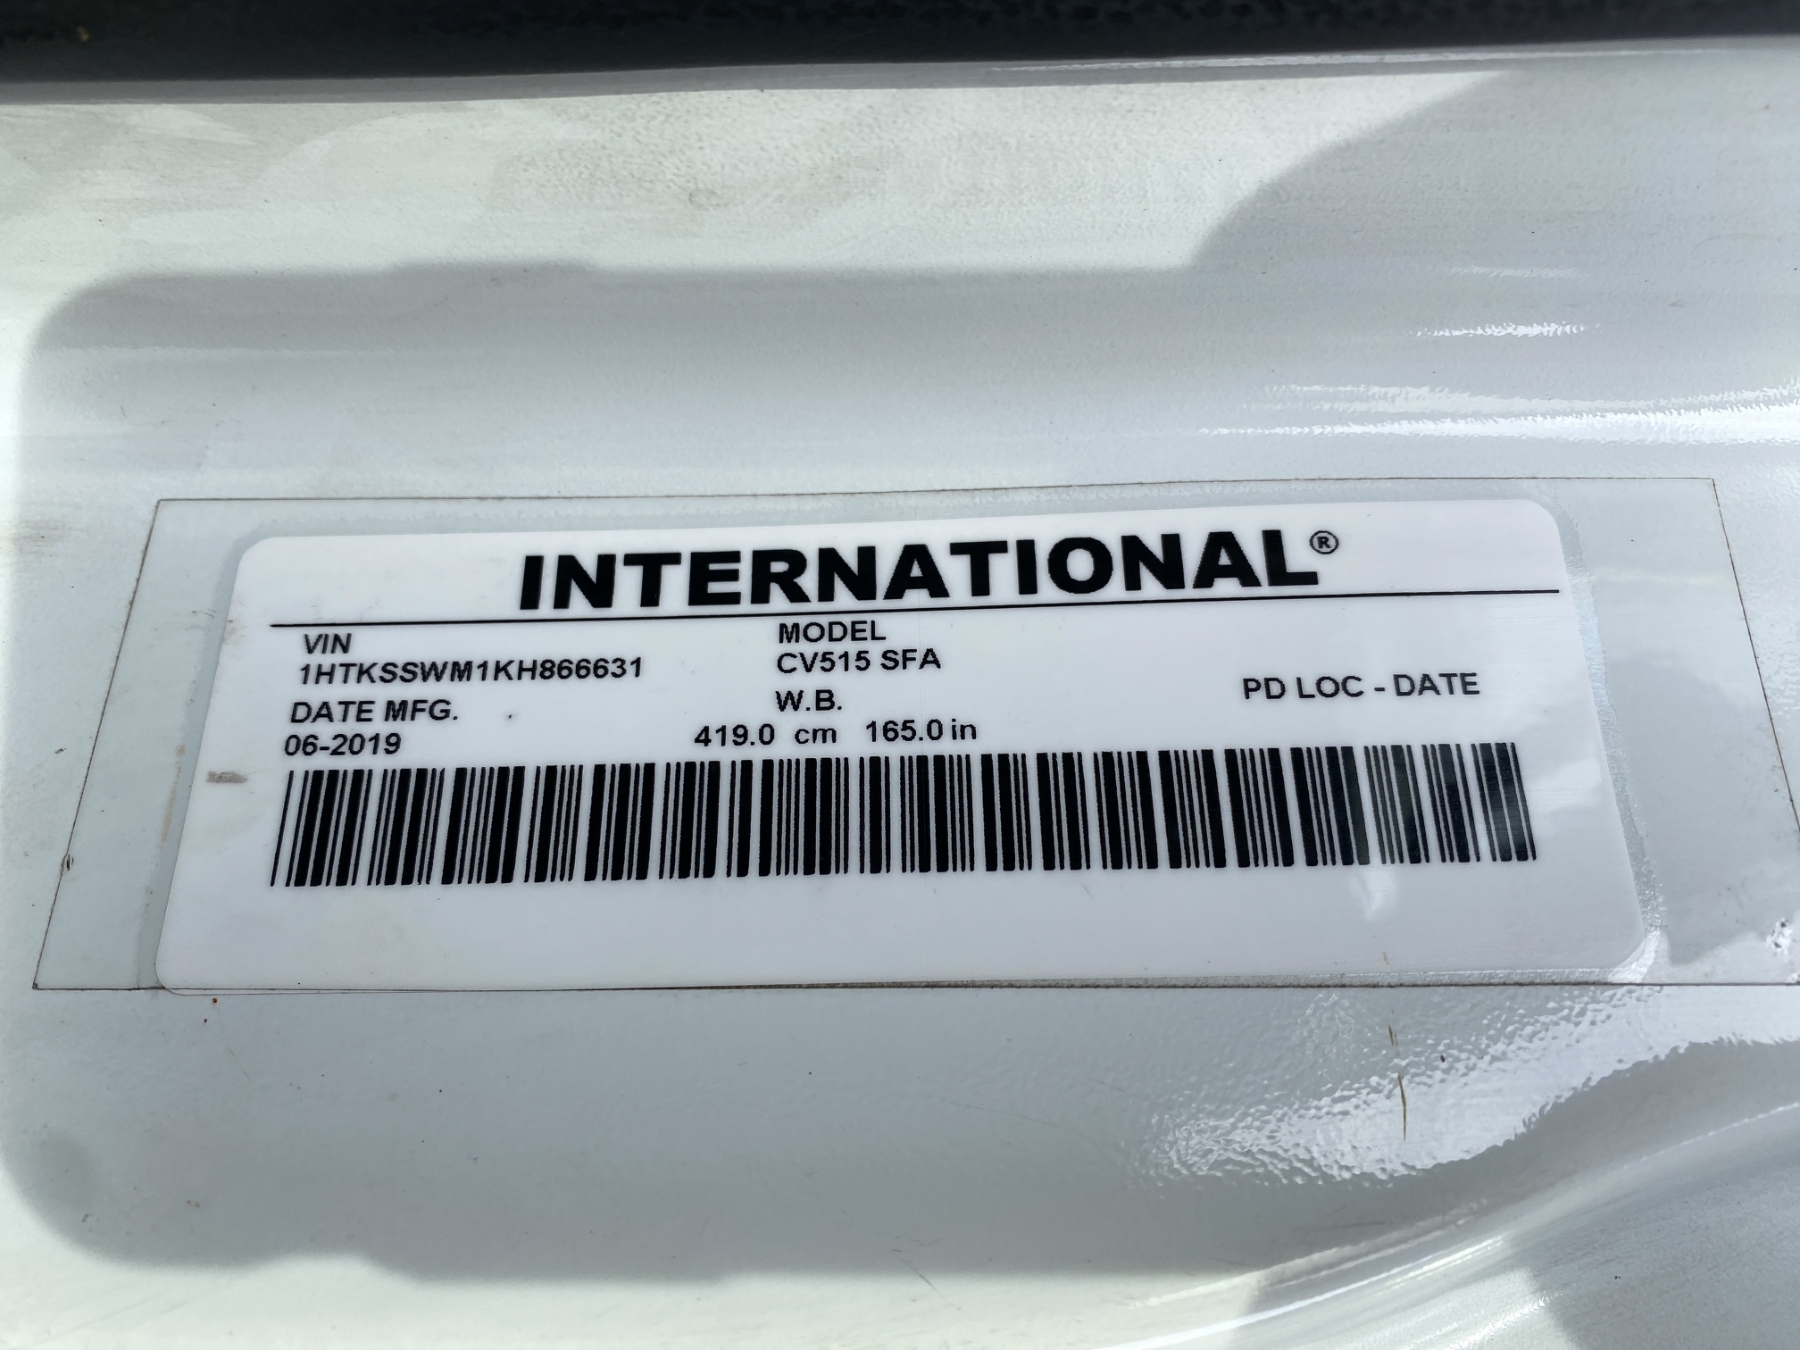 INTERNATIONAL®
VIN
1HTKSSWM1KH866631
MODEL
CV515 SFA
DATE MFG.
06-2019
W.B.
419.0 cm 165.0 in
PD LOC - DATE